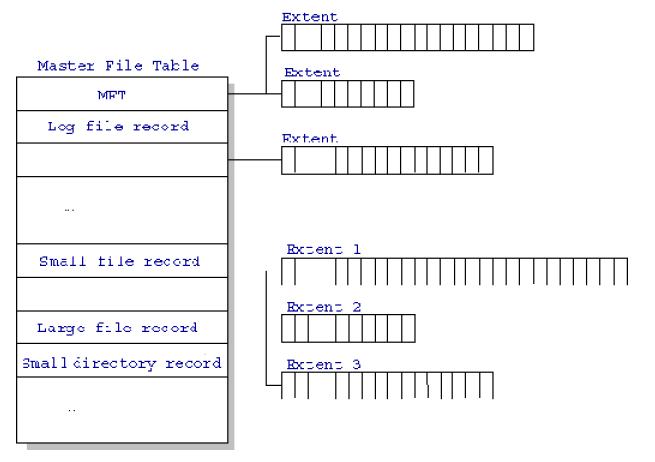 Extent
Master File Table
Extent
MFT
Log file record
Extent
...
Small file record
Extent 1
Extent 2
Large file record
Small directory record
Extent 3
..